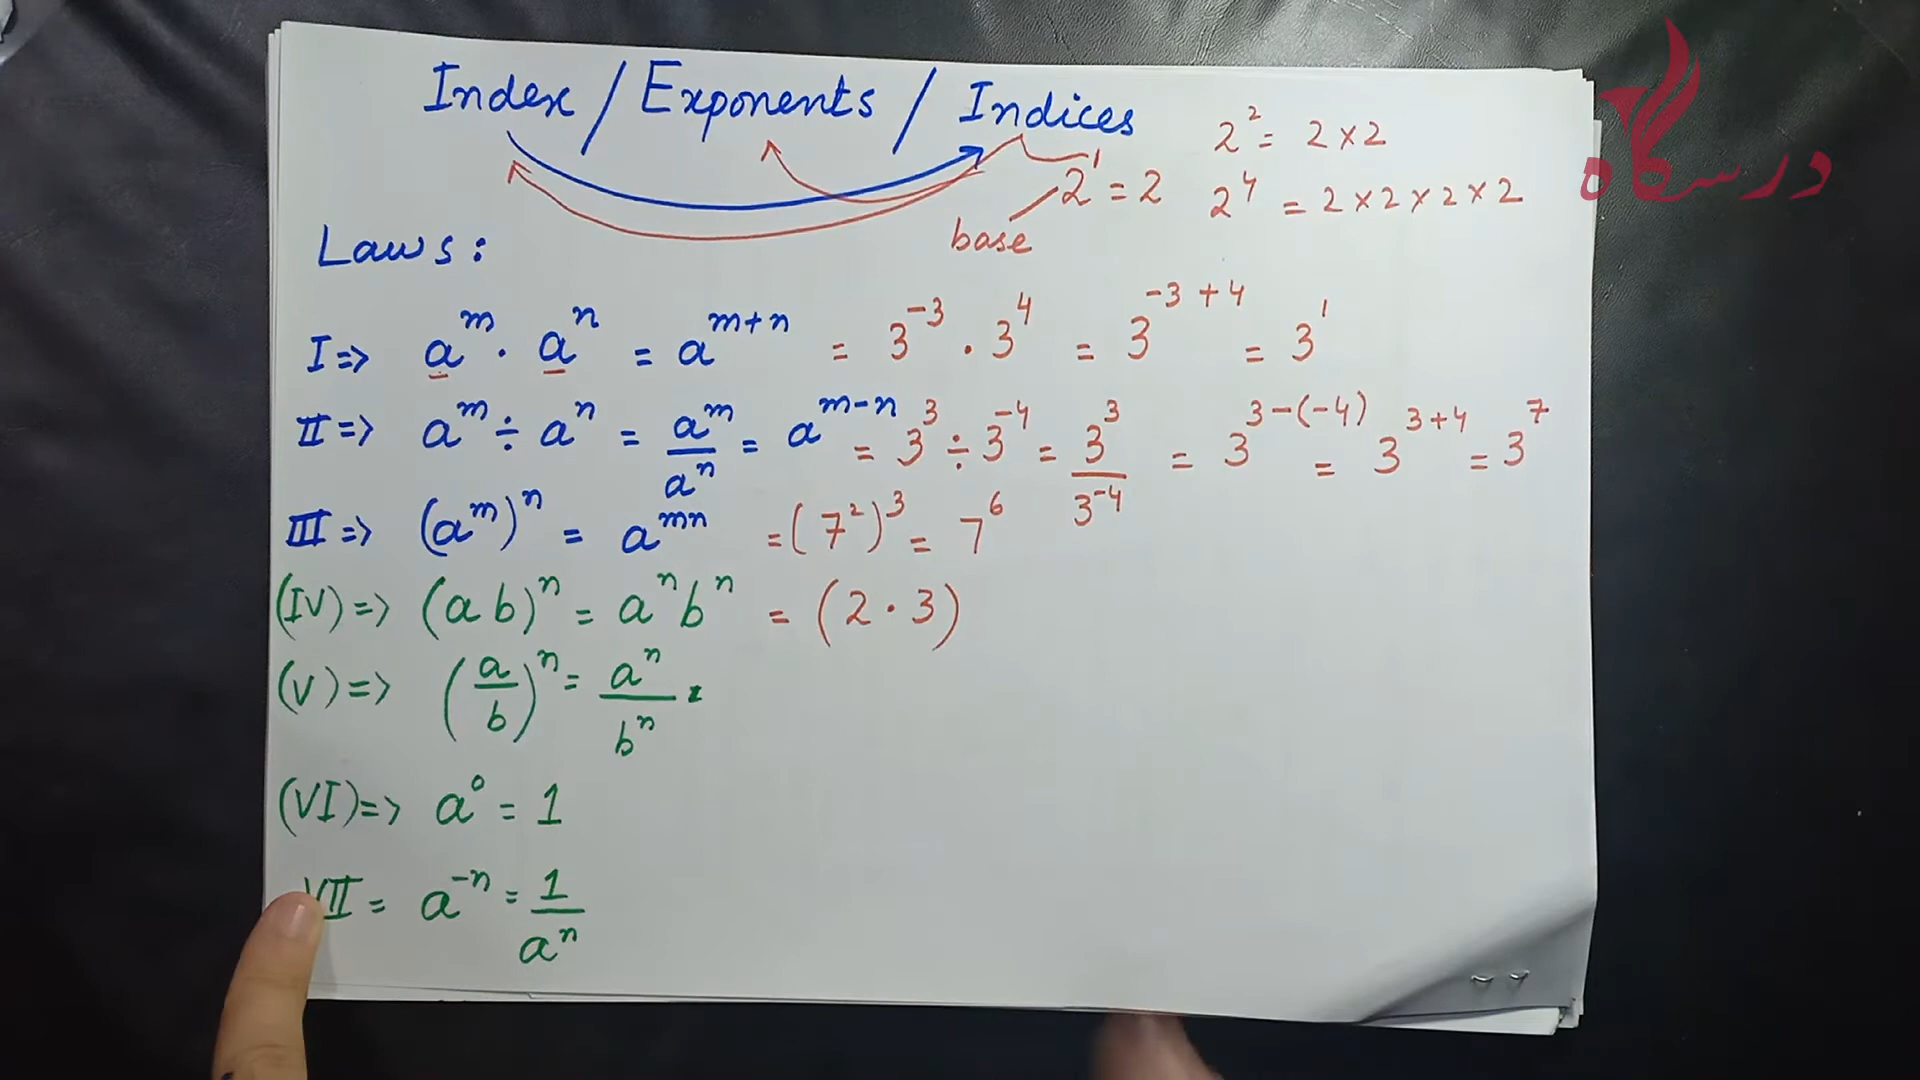 Index / Exponents / Indices
2² = 2 × 2
درسگاه
2¹ = 2
2⁴ = 2 × 2 × 2 × 2
base
Laws :
I => aᵐ · aⁿ = aᵐ⁺ⁿ = 3⁻³ · 3⁴ = 3⁻³⁺⁴ = 3¹
II => aᵐ ÷ aⁿ = aᵐ/aⁿ = aᵐ⁻ⁿ = 3³ ÷ 3⁻⁴ = 3³/3⁻⁴ = 3³⁻⁽⁻⁴⁾ = 3³⁺⁴ = 3⁷
III => (aᵐ)ⁿ = aᵐⁿ = (7²)³ = 7⁶
(IV) => (ab)ⁿ = aⁿbⁿ = (2 · 3)
(V) => (a/b)ⁿ = aⁿ/bⁿ ·
(VI) => a⁰ = 1
VII = a⁻ⁿ = 1/aⁿ